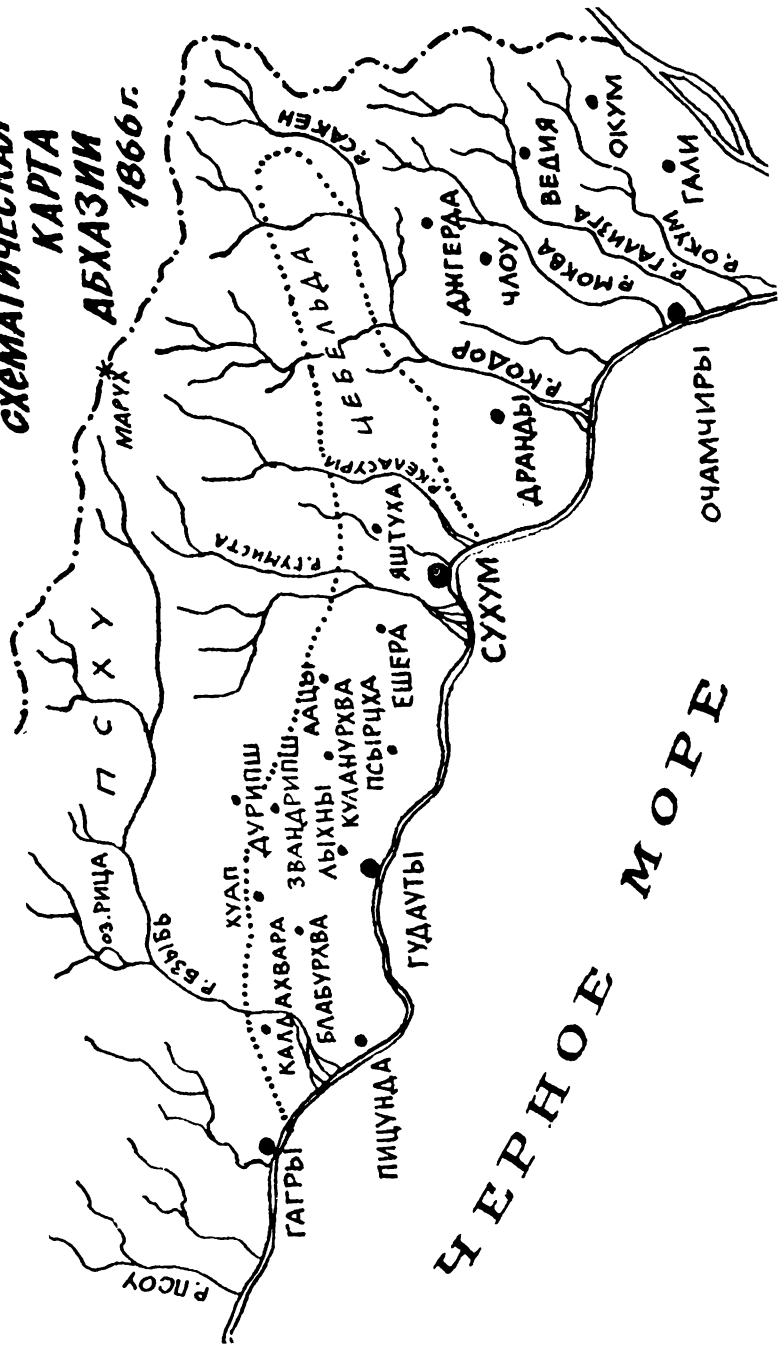 СХЕМАТИЧЕСКАЯ
КАРТА
АБХАЗИИ
1866г.
МАРУХ
ПСХУ
ОЗ.РИЦА
Р.БЗЫБЬ
Р.ПСОУ
ГАГРЫ
КАЛДАХВАРА
БЛАБУРХВА
ПИЦУНДА
ХУАП
ДУРИПШ
ЗВАНДРИПШ
ЛЫХНЫ
ААЦЫ
КУЛАНУРХВА
ПСЫРЦХА
ГУДАУТЫ
ЕШЕРА
Р.ГУМИСТА
ЯШТУХА
СУХУМ
Р.КЕЛАСУРИ
ЦЕБЕЛЬДА
Р.САКЕН
ДРАНДЫ
Р.КОДОР
ДЖГЕРДА
ЧЛОУ
Р.МОКВА
ВЕДИЯ
Р.ГАЛИЗГА
ОКУМ
Р.ОКУМ
ГАЛИ
ОЧАМЧИРЫ
ЧЕРНОЕ МОРЕ